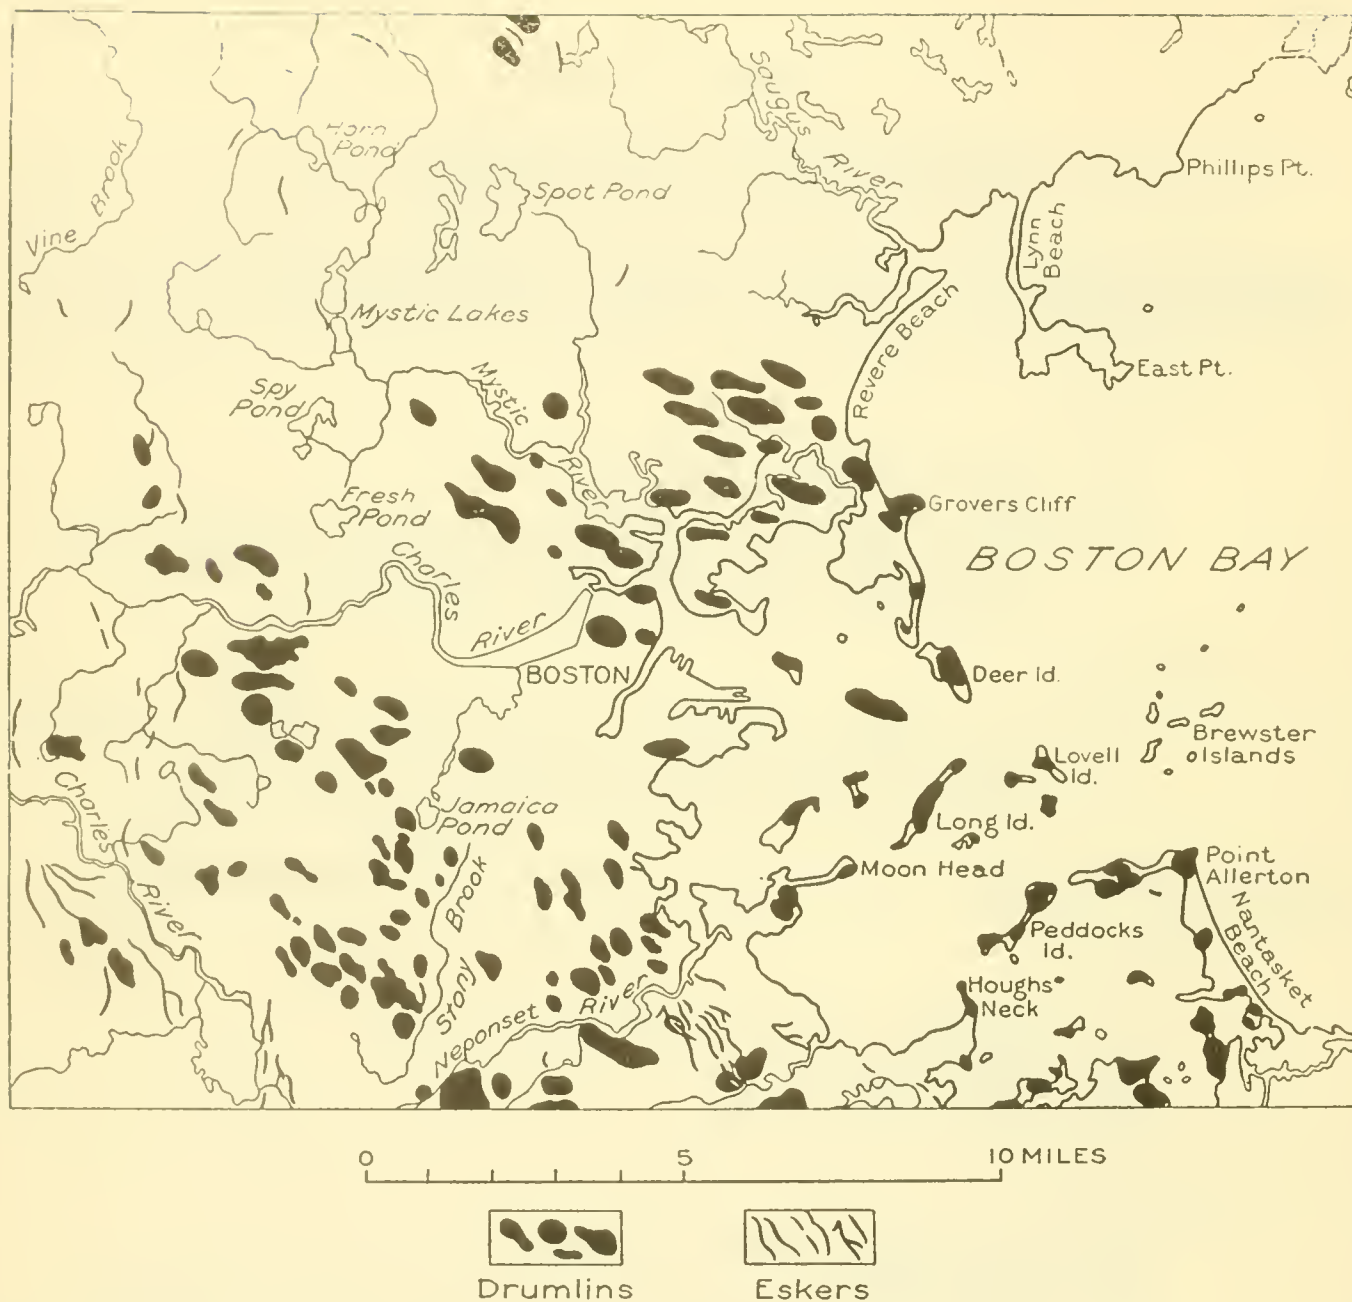 Saugus
River
Horn
Pond
Vine
Brook
Spot Pond
Phillips Pt.
Lynn
Beach
Mystic Lakes
Revere Beach
East Pt.
Spy
Pond
Mystic
River
Fresh
Pond
Grovers Cliff
BOSTON BAY
Charles
River
BOSTON
Deer Id.
Brewster
Islands
Lovell
Id.
Charles
River
Jamaica
Pond
Long Id.
Moon Head
Point
Allerton
Nantasket
Beach
Stony
Brook
Peddocks
Id.
Houghs
Neck
Neponset
River
0
5
10 MILES
Drumlins
Eskers